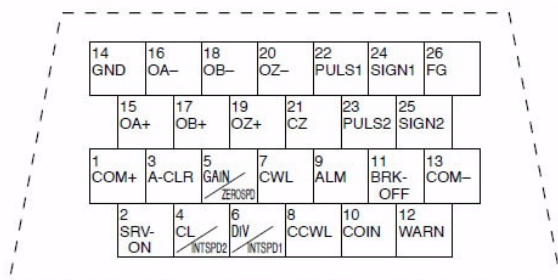 14 16 18 20 22 24 26
GND OA− OB− OZ− PULS1 SIGN1 FG
15 17 19 21 23 25
OA+ OB+ OZ+ CZ PULS2 SIGN2
1 3 5 7 9 11 13
COM+ A-CLR GAIN CWL ALM BRK- COM−
ZEROSPD OFF
2 4 6 8 10 12
SRV- CL DIV CCWL COIN WARN
ON INTSPD2 INTSPD1